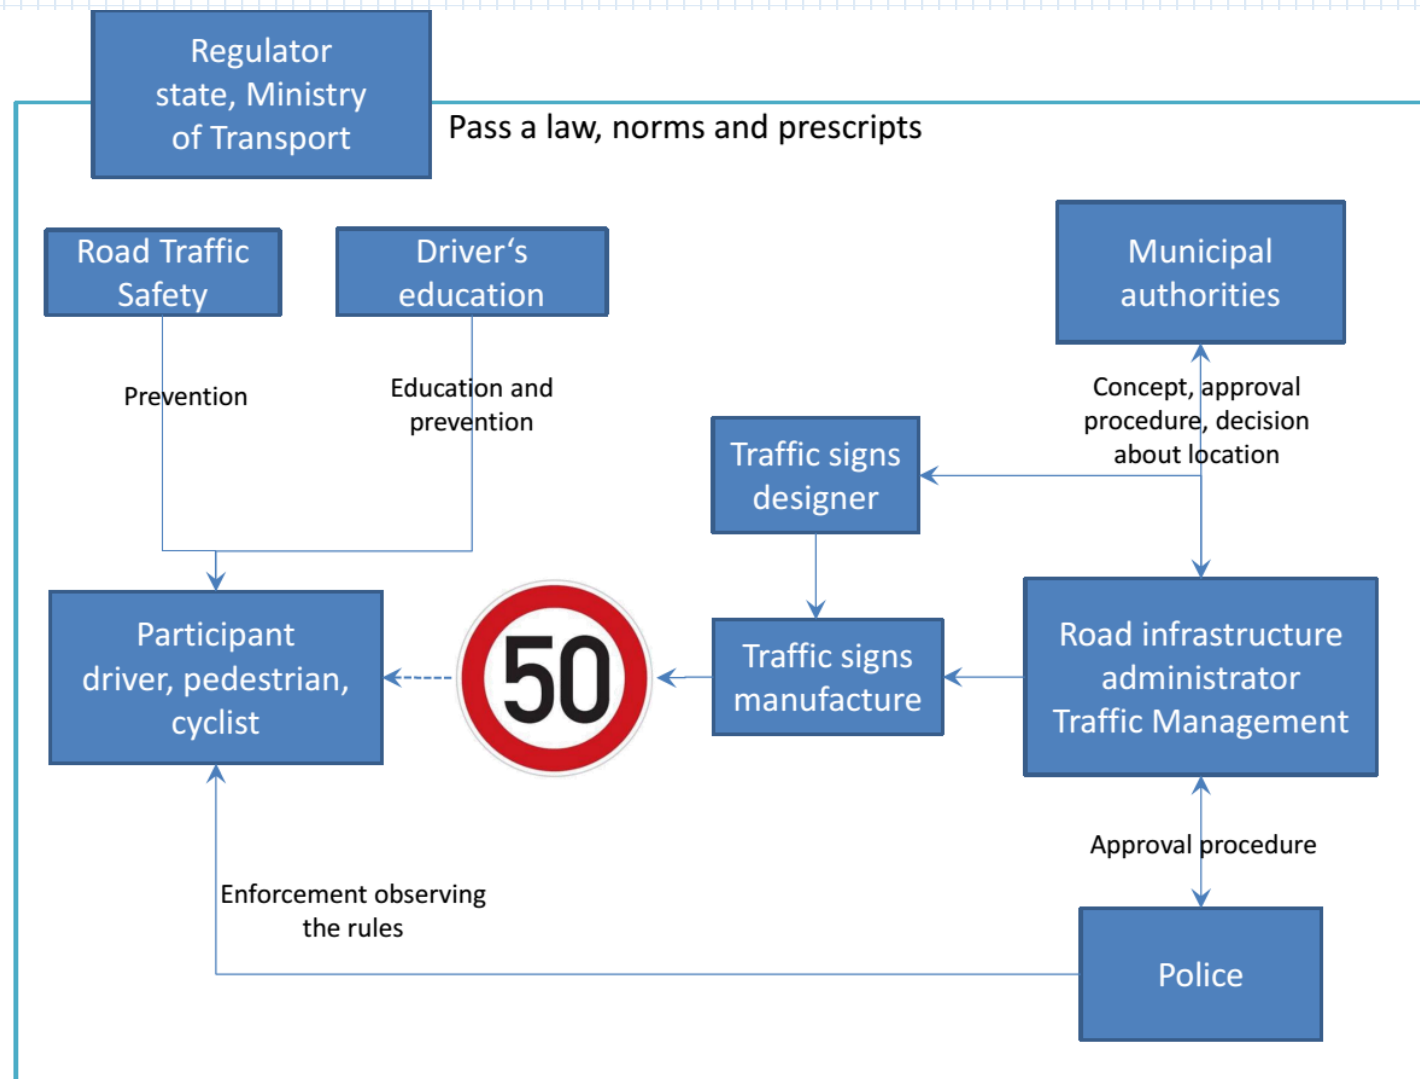 Regulator
state, Ministry
of Transport
Pass a law, norms and prescripts
Road Traffic
Safety
Driver‘s
education
Municipal
authorities
Prevention
Education and
prevention
Concept, approval
procedure, decision
about location
Traffic signs
designer
Participant
driver, pedestrian,
cyclist
50
Traffic signs
manufacture
Road infrastructure
administrator
Traffic Management
Approval procedure
Enforcement observing
the rules
Police